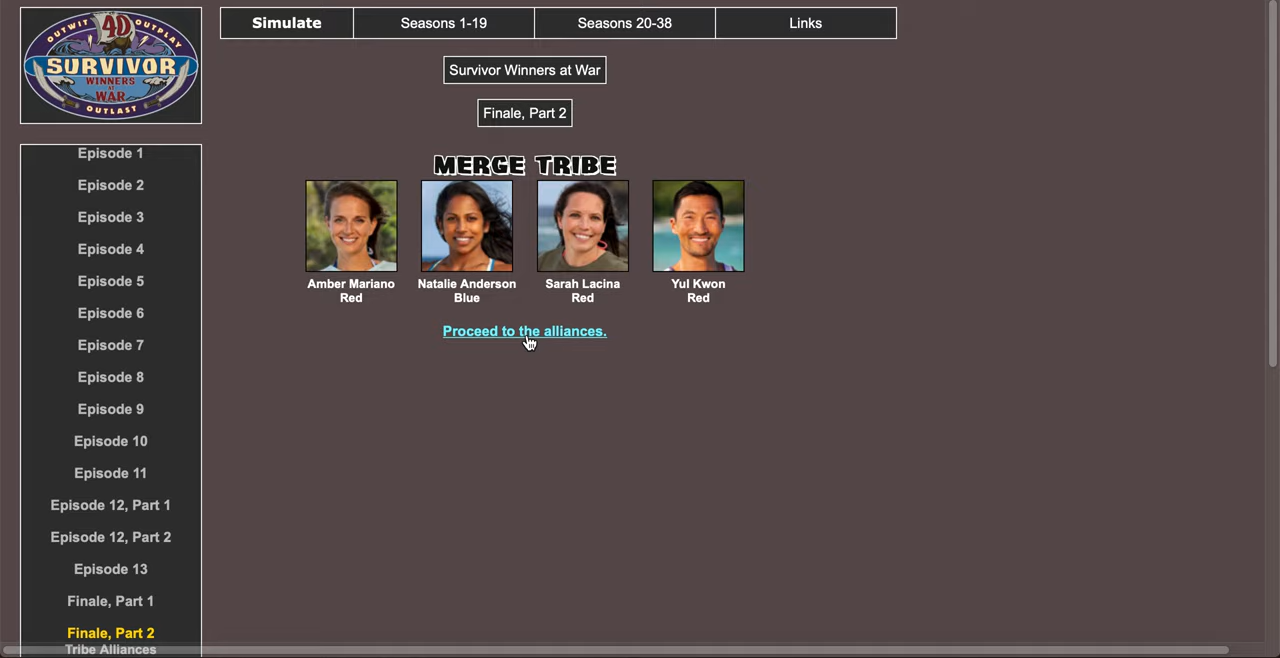 OUTWIT 40 OUTPLAY
SURVIVOR
WINNERS
AT
WAR
OUTLAST
Simulate
Seasons 1-19
Seasons 20-38
Links
Survivor Winners at War
Finale, Part 2
MERGE TRIBE
Amber Mariano
Red
Natalie Anderson
Blue
Sarah Lacina
Red
Yul Kwon
Red
Proceed to the alliances.
Episode 1
Episode 2
Episode 3
Episode 4
Episode 5
Episode 6
Episode 7
Episode 8
Episode 9
Episode 10
Episode 11
Episode 12, Part 1
Episode 12, Part 2
Episode 13
Finale, Part 1
Finale, Part 2
Tribe Alliances